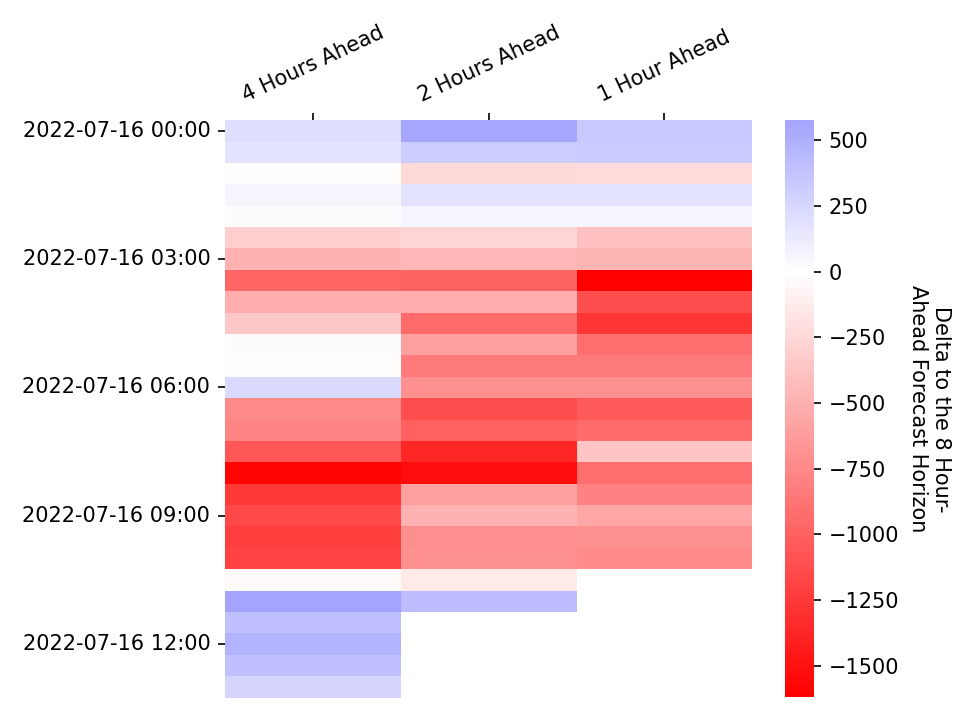 4 Hours Ahead
2 Hours Ahead
1 Hour Ahead
2022-07-16 00:00
2022-07-16 03:00
2022-07-16 06:00
2022-07-16 09:00
2022-07-16 12:00
500
250
0
−250
−500
−750
−1000
−1250
−1500
Delta to the 8 Hour-
Ahead Forecast Horizon